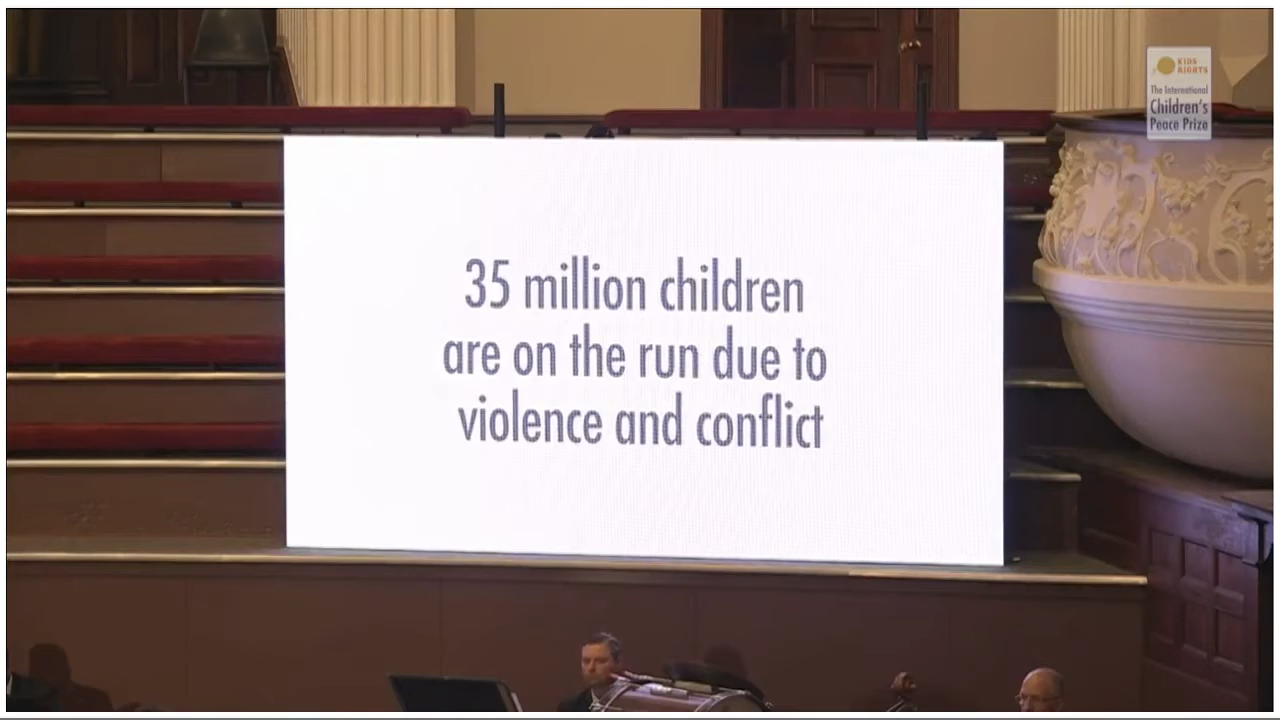 35 million children
are on the run due to
violence and conflict
KIDS
RIGHTS
The International
Children's
Peace Prize